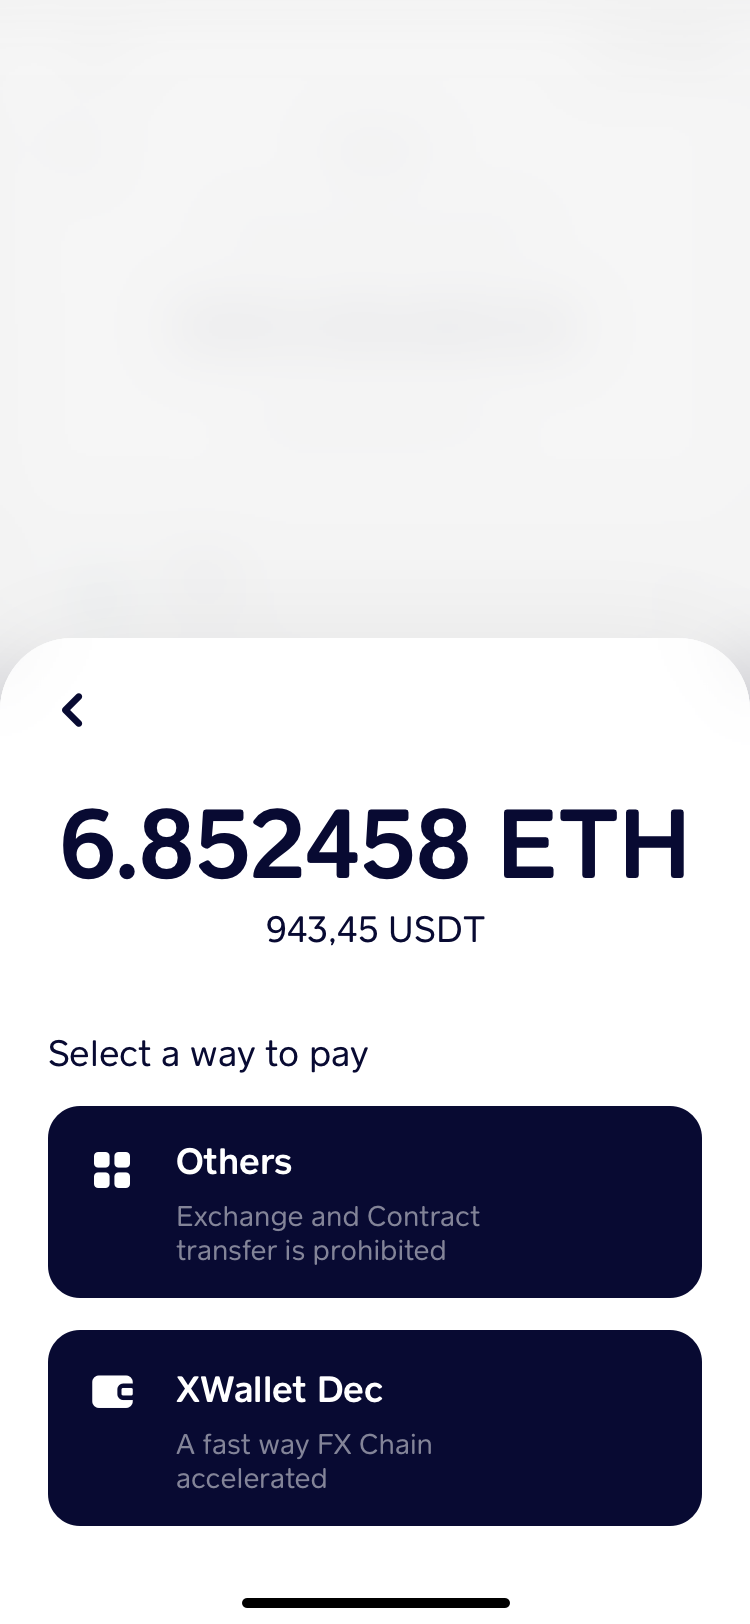 6.852458 ETH
943,45 USDT
Select a way to pay
Others
Exchange and Contract
transfer is prohibited
XWallet Dec
A fast way FX Chain
accelerated